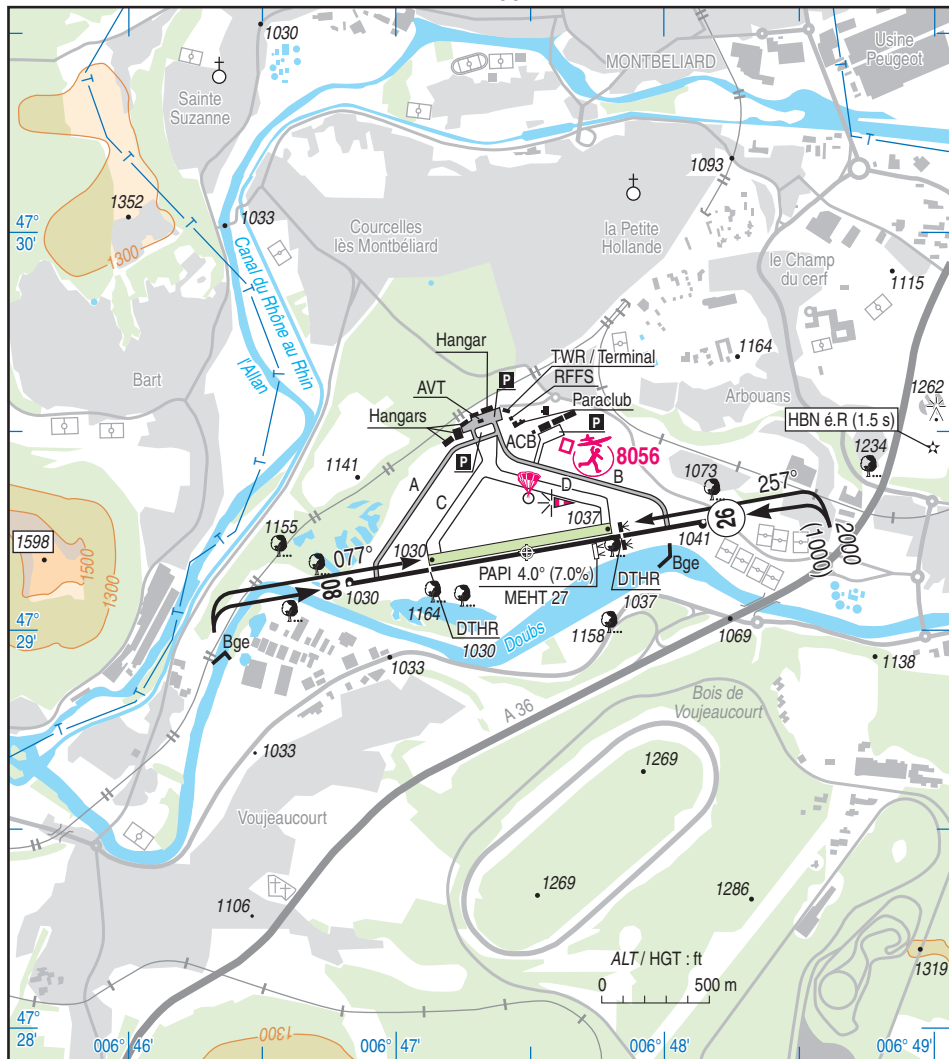 1030
Usine
Peugeot
MONTBELIARD
Sainte
Suzanne
1093
1352
1033
47°
30'
1300
Courcelles
lès Montbéliard
la Petite
Hollande
le Champ
du cerf
1115
Canal du Rhône au Rhin
l'Allan
Bart
Hangar
TWR / Terminal
RFFS
AVT
P
Paraclub
1164
Arbouans
1262
Hangars
P
HBN é.R (1.5 s)
ACB
P
8056
1234
1141
A
C
D
B
1073
257°
1155
1037
26
2000
(1000)
1598
1500
1300
077°
1030
1041
08
1030
PAPI 4.0° (7.0%)
MEHT 27
Bge
DTHR
1037
1164
DTHR
1030
Doubs
1158
1069
47°
29'
Bge
1033
1138
A 36
Bois de
Voujeaucourt
1033
1269
Voujeaucourt
1269
1286
1106
ALT / HGT : ft
0 500 m
1319
47°
28'
1300
006° 46'
006° 47'
006° 48'
006° 49'
T
T
T
T
T
T
T
T